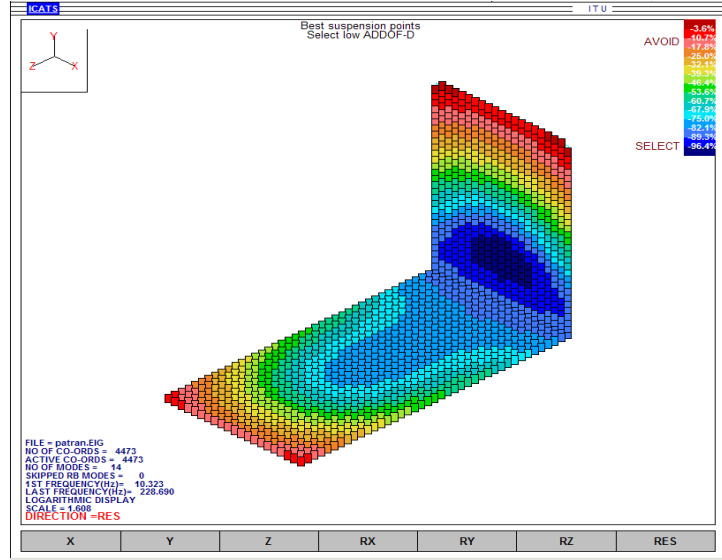 ICATS
ITU
Best suspension points
Select low ADDOF-D
Y
Z
X
AVOID
SELECT
-3.6%
-10.7%
-17.8%
-25.0%
-32.1%
-39.3%
-46.4%
-53.6%
-60.7%
-67.9%
-75.0%
-82.1%
-89.3%
-96.4%
FILE = patran.EIG
NO OF CO-ORDS = 4473
ACTIVE CO-ORDS = 4473
NO OF MODES = 14
SKIPPED RB MODES = 0
1ST FREQUENCY(Hz)= 10.323
LAST FREQUENCY(Hz)= 228.690
LOGARITHMIC DISPLAY
SCALE = 1.608
DIRECTION =RES
X Y Z RX RY RZ RES